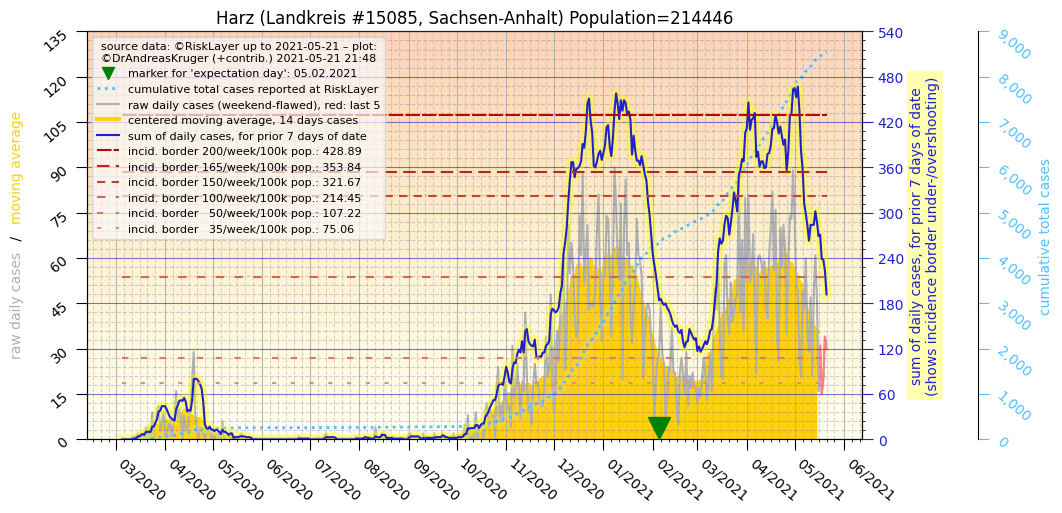 Harz (Landkreis #15085, Sachsen-Anhalt) Population=214446
source data: ©RiskLayer up to 2021-05-21 – plot:
©DrAndreasKruger (+contrib.) 2021-05-21 21:48
marker for 'expectation day': 05.02.2021
cumulative total cases reported at RiskLayer
raw daily cases (weekend-flawed), red: last 5
centered moving average, 14 days cases
sum of daily cases, for prior 7 days of date
incid. border 200/week/100k pop.: 428.89
incid. border 165/week/100k pop.: 353.84
incid. border 150/week/100k pop.: 321.67
incid. border 100/week/100k pop.: 214.45
incid. border 50/week/100k pop.: 107.22
incid. border 35/week/100k pop.: 75.06
raw daily cases / moving average
135
120
105
90
75
60
45
30
15
0
03/2020
04/2020
05/2020
06/2020
07/2020
08/2020
09/2020
10/2020
11/2020
12/2020
01/2021
02/2021
03/2021
04/2021
05/2021
06/2021
540
480
420
360
300
240
180
120
60
0
sum of daily cases, for prior 7 days of date
(shows incidence border under-/overshooting)
9,000
8,000
7,000
6,000
5,000
4,000
3,000
2,000
1,000
0
cumulative total cases